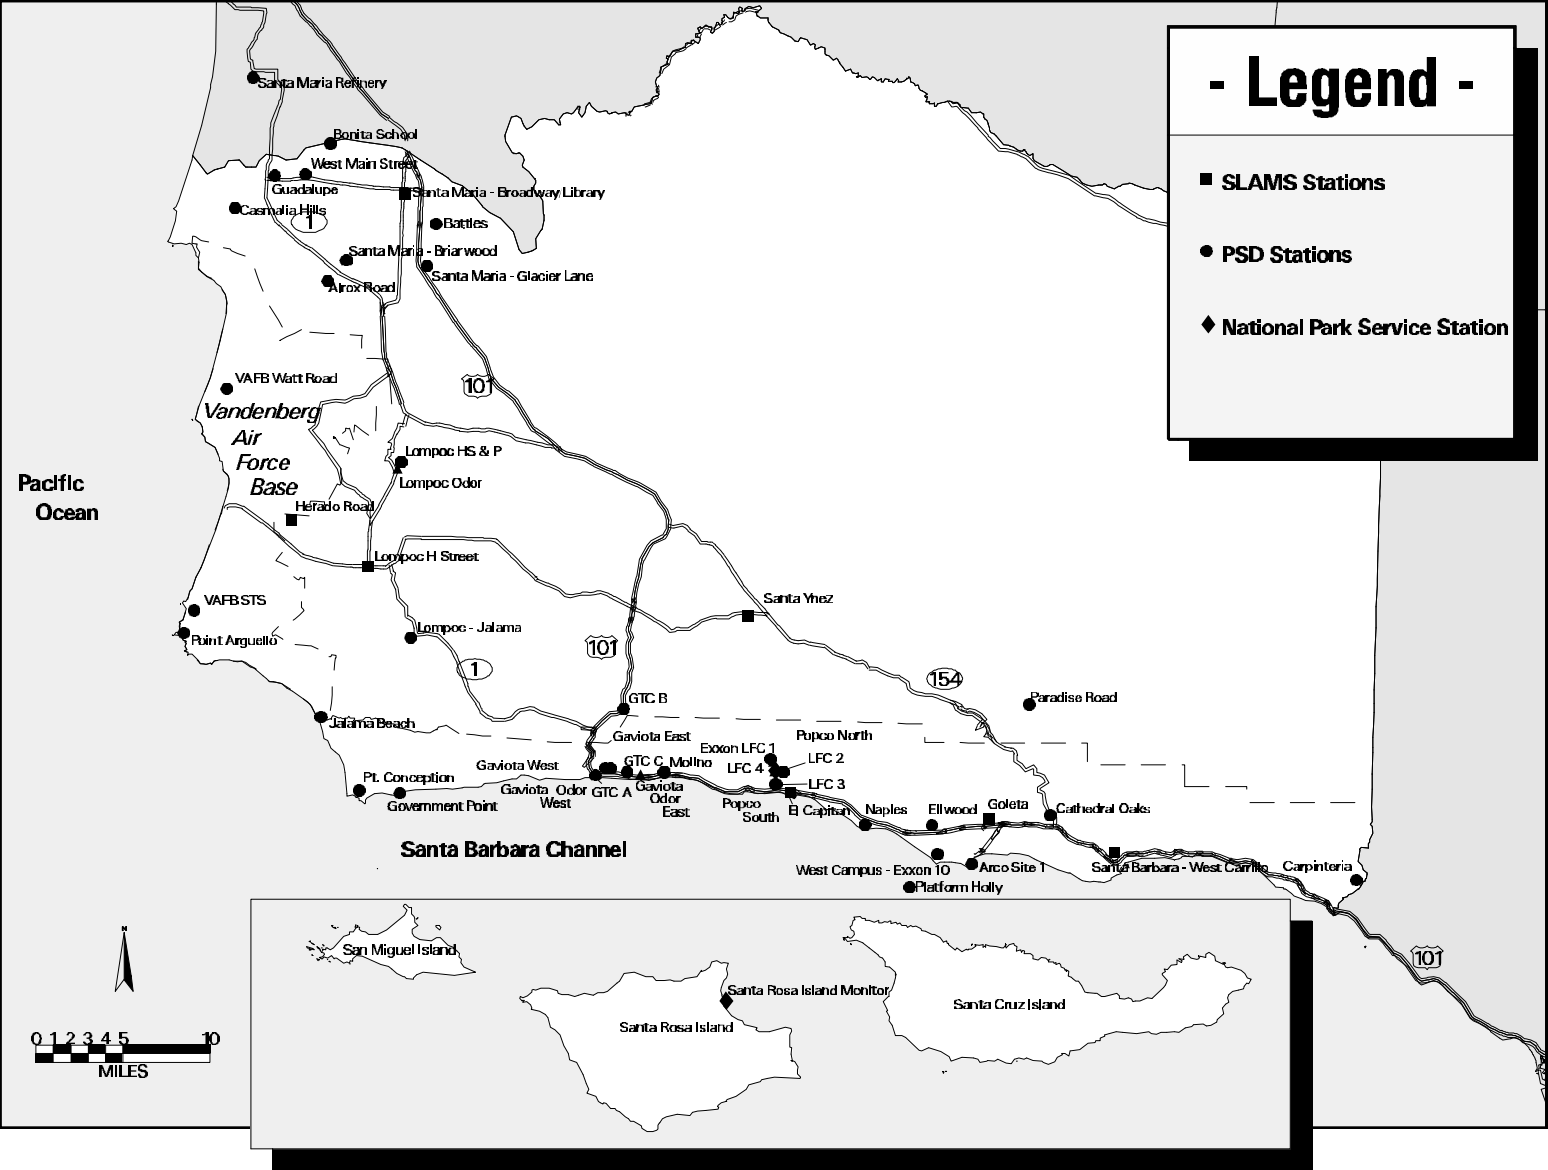 - Legend -
SLAMS Stations
PSD Stations
National Park Service Station
Santa Maria Refinery
Bonita School
West Main Street
Guadalupe
Santa Maria - Broadway Library
Casmalia Hills
1
Battles
Santa Maria - Briarwood
Santa Maria - Glacier Lane
Airox Road
VAFB Watt Road
101
Vandenberg
Air
Force
Base
Lompoc HS & P
Lompoc Odor
Pacific
Ocean
Herado Road
Lompoc H Street
VAFB STS
Santa Ynez
Point Arguello
Lompoc - Jalama
101
1
154
Paradise Road
GTC B
Jalama Beach
Gaviota East
Popco North
Exxon LFC 1
LFC 2
Gaviota West
GTC C
Molino
LFC 4
LFC 3
Pt. Conception
Government Point
Gaviota Odor
West
GTC A
Gaviota
Odor
East
Popco
South
El Capitan
Naples
Ellwood
Goleta
Cathedral Oaks
Santa Barbara Channel
West Campus - Exxon 10
Arco Site 1
Santa Barbara - West Carrillo
Carpinteria
Platform Holly
San Miguel Island
Santa Rosa Island Monitor
Santa Rosa Island
Santa Cruz Island
101
N
0 1 2 3 4 5 10
MILES